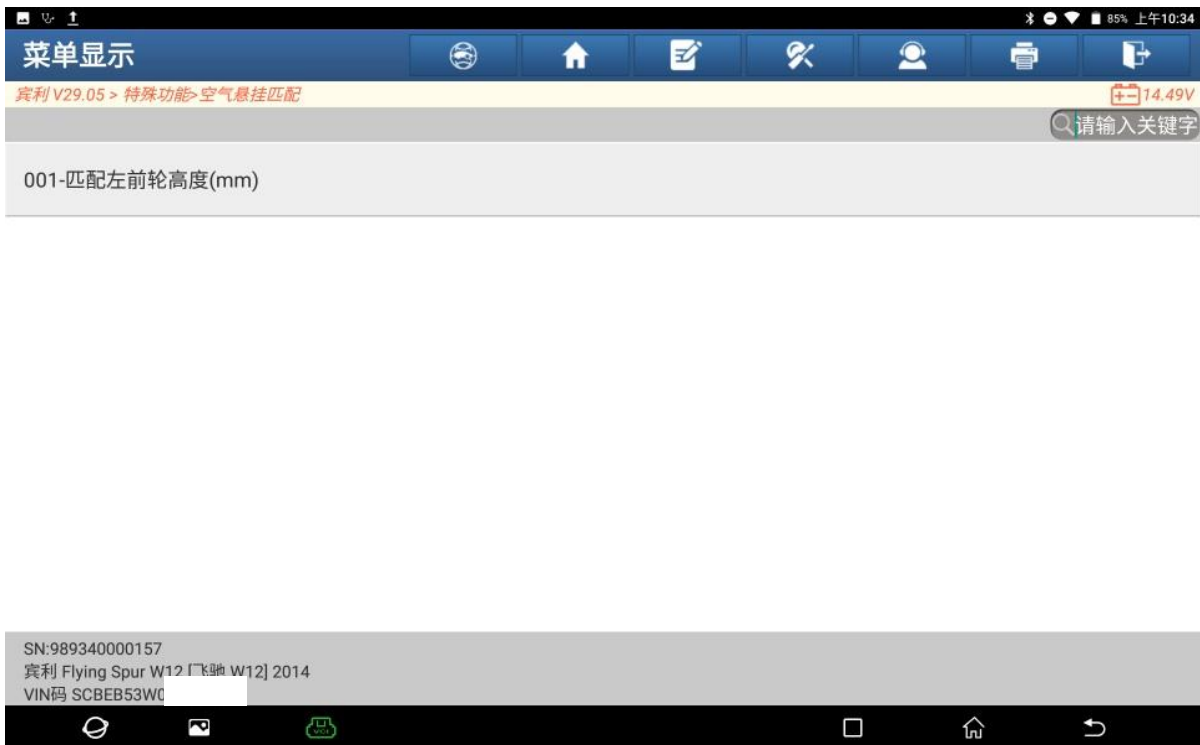 85% 上午10:34
菜单显示
宾利 V29.05 > 特殊功能>空气悬挂匹配
14.49V
请输入关键字
001-匹配左前轮高度(mm)
SN:989340000157
宾利 Flying Spur W12 [飞驰 W12] 2014
VIN码 SCBEB53W0
VCI